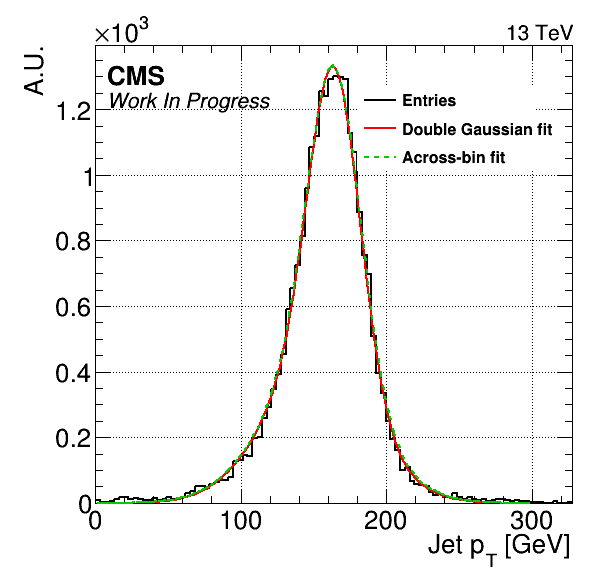 ×10³
13 TeV
A.U.
CMS
Work In Progress
Entries
Double Gaussian fit
Across-bin fit
1.2
1
0.8
0.6
0.4
0.2
0
0 100 200 300
Jet p_T [GeV]